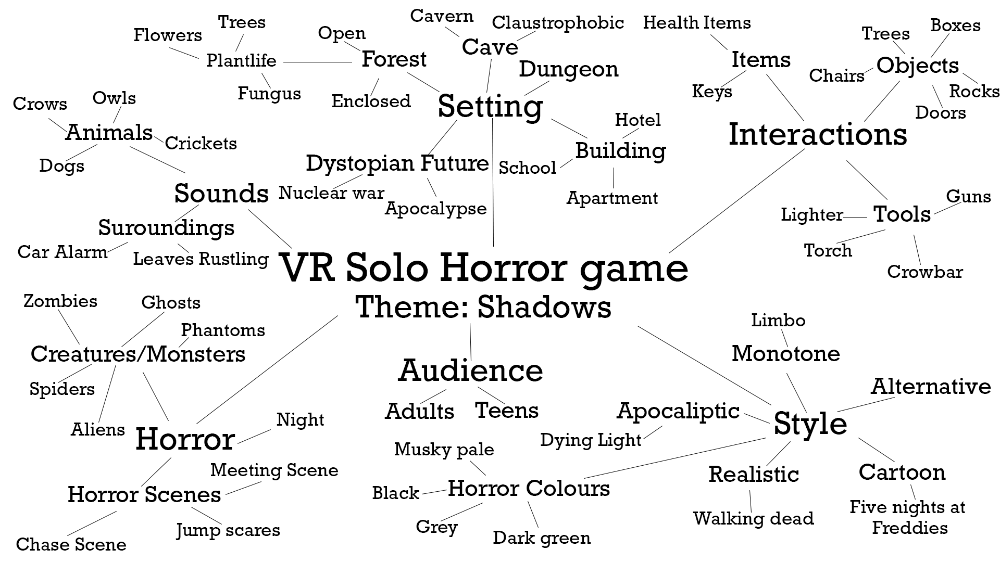 Cavern
Claustrophobic
Health Items
Trees
Flowers
Open
Trees
Boxes
Cave
Plantlife
Forest
Items
Objects
Dungeon
Chairs
Fungus
Enclosed
Keys
Rocks
Crows
Owls
Setting
Doors
Hotel
Animals
Crickets
Interactions
Building
Dogs
Dystopian Future
School
Sounds
Nuclear war
Apocalypse
Apartment
Guns
Lighter
Tools
Suroundings
Car Alarm
Leaves Rustling
Torch
Crowbar
VR Solo Horror game
Theme: Shadows
Zombies
Ghosts
Phantoms
Limbo
Creatures/Monsters
Monotone
Spiders
Audience
Alternative
Adults
Teens
Apocaliptic
Style
Night
Aliens
Horror
Dying Light
Musky pale
Meeting Scene
Realistic
Cartoon
Horror Scenes
Black
Horror Colours
Walking dead
Five nights at
Freddies
Grey
Jump scares
Dark green
Chase Scene